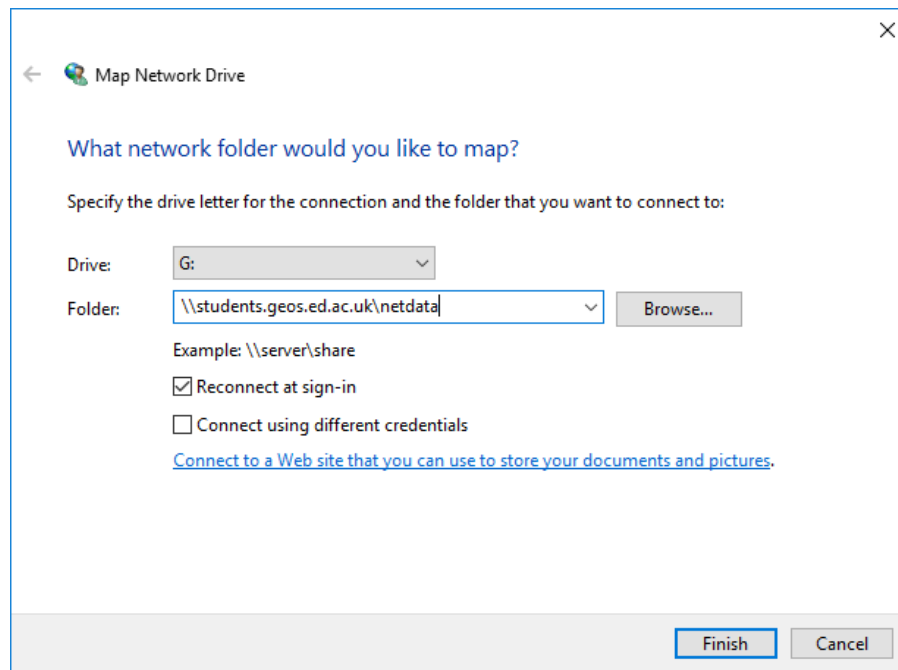 Map Network Drive
What network folder would you like to map?
Specify the drive letter for the connection and the folder that you want to connect to:
Drive: G:
Folder: \\students.geos.ed.ac.uk\netdata Browse...
Example: \\server\share
Reconnect at sign-in
Connect using different credentials
Connect to a Web site that you can use to store your documents and pictures.
Finish Cancel